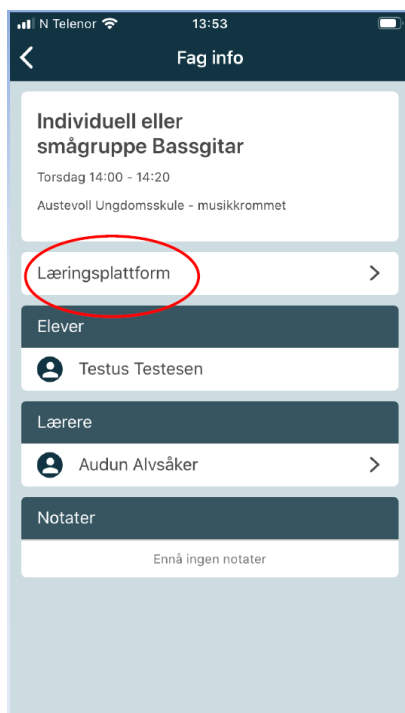 N Telenor
13:53
Fag info
Individuell eller
smågruppe Bassgitar
Torsdag 14:00 - 14:20
Austevoll Ungdomsskule - musikkrommet
Læringsplattform
Elever
Testus Testesen
Lærere
Audun Alvsåker
Notater
Ennå ingen notater